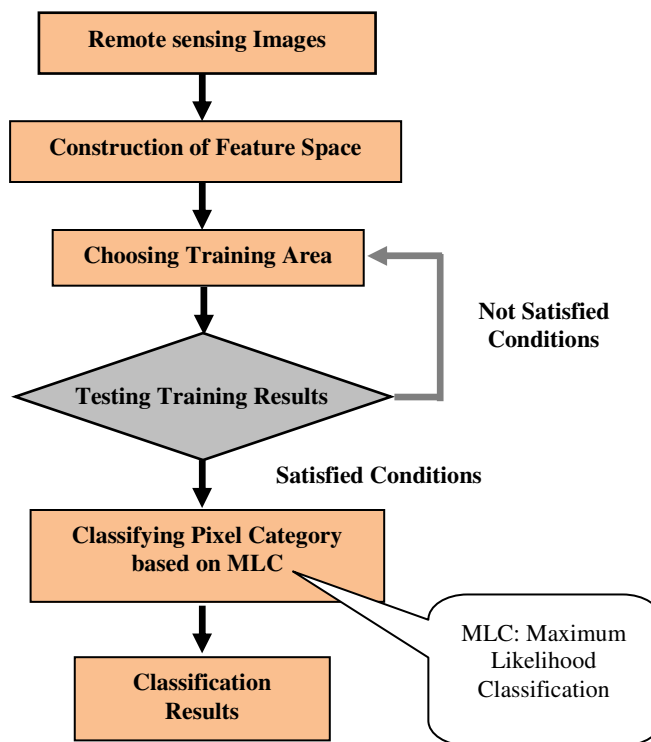 Remote sensing Images
Construction of Feature Space
Choosing Training Area
Not Satisfied
Conditions
Testing Training Results
Satisfied Conditions
Classifying Pixel Category
based on MLC
MLC: Maximum
Likelihood
Classification
Classification
Results